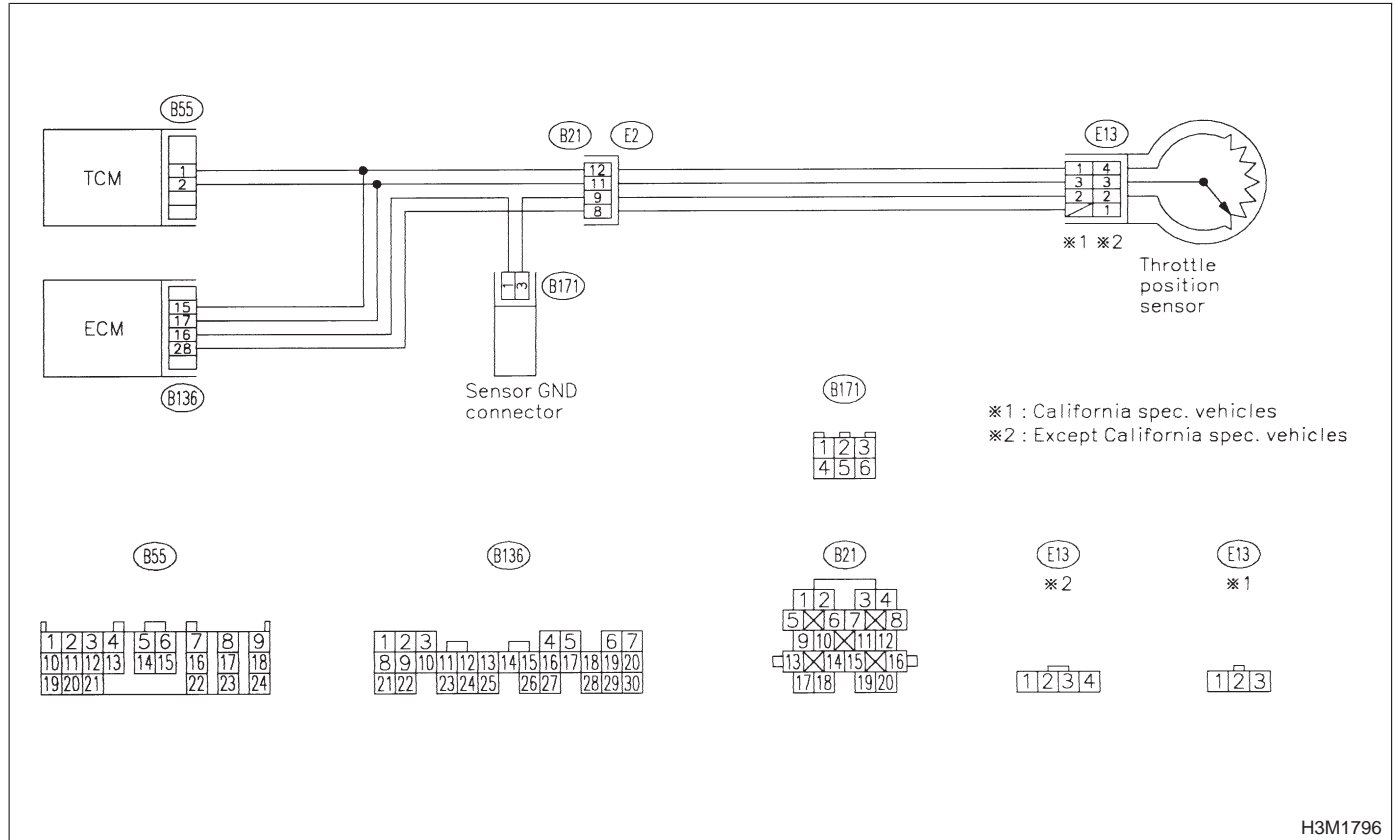 B55
TCM
1
2
B21 E2
12
11
9
8
E13
1 4
3 3
2 2
1
※1 ※2
Throttle
position
sensor
ECM
15
17
16
28
B136
1 3
B171
Sensor GND
connector
B171
1 2 3
4 5 6
※1 : California spec. vehicles
※2 : Except California spec. vehicles
B55
1 2 3 4 5 6 7 8 9
10 11 12 13 14 15 16 17 18
19 20 21 22 23 24
B136
1 2 3 4 5 6 7
8 9 10 11 12 13 14 15 16 17 18 19 20
21 22 23 24 25 26 27 28 29 30
B21
1 2 3 4
5 6 7 8
9 10 11 12
13 14 15 16
17 18 19 20
E13
※2
1 2 3 4
E13
※1
1 2 3
H3M1796